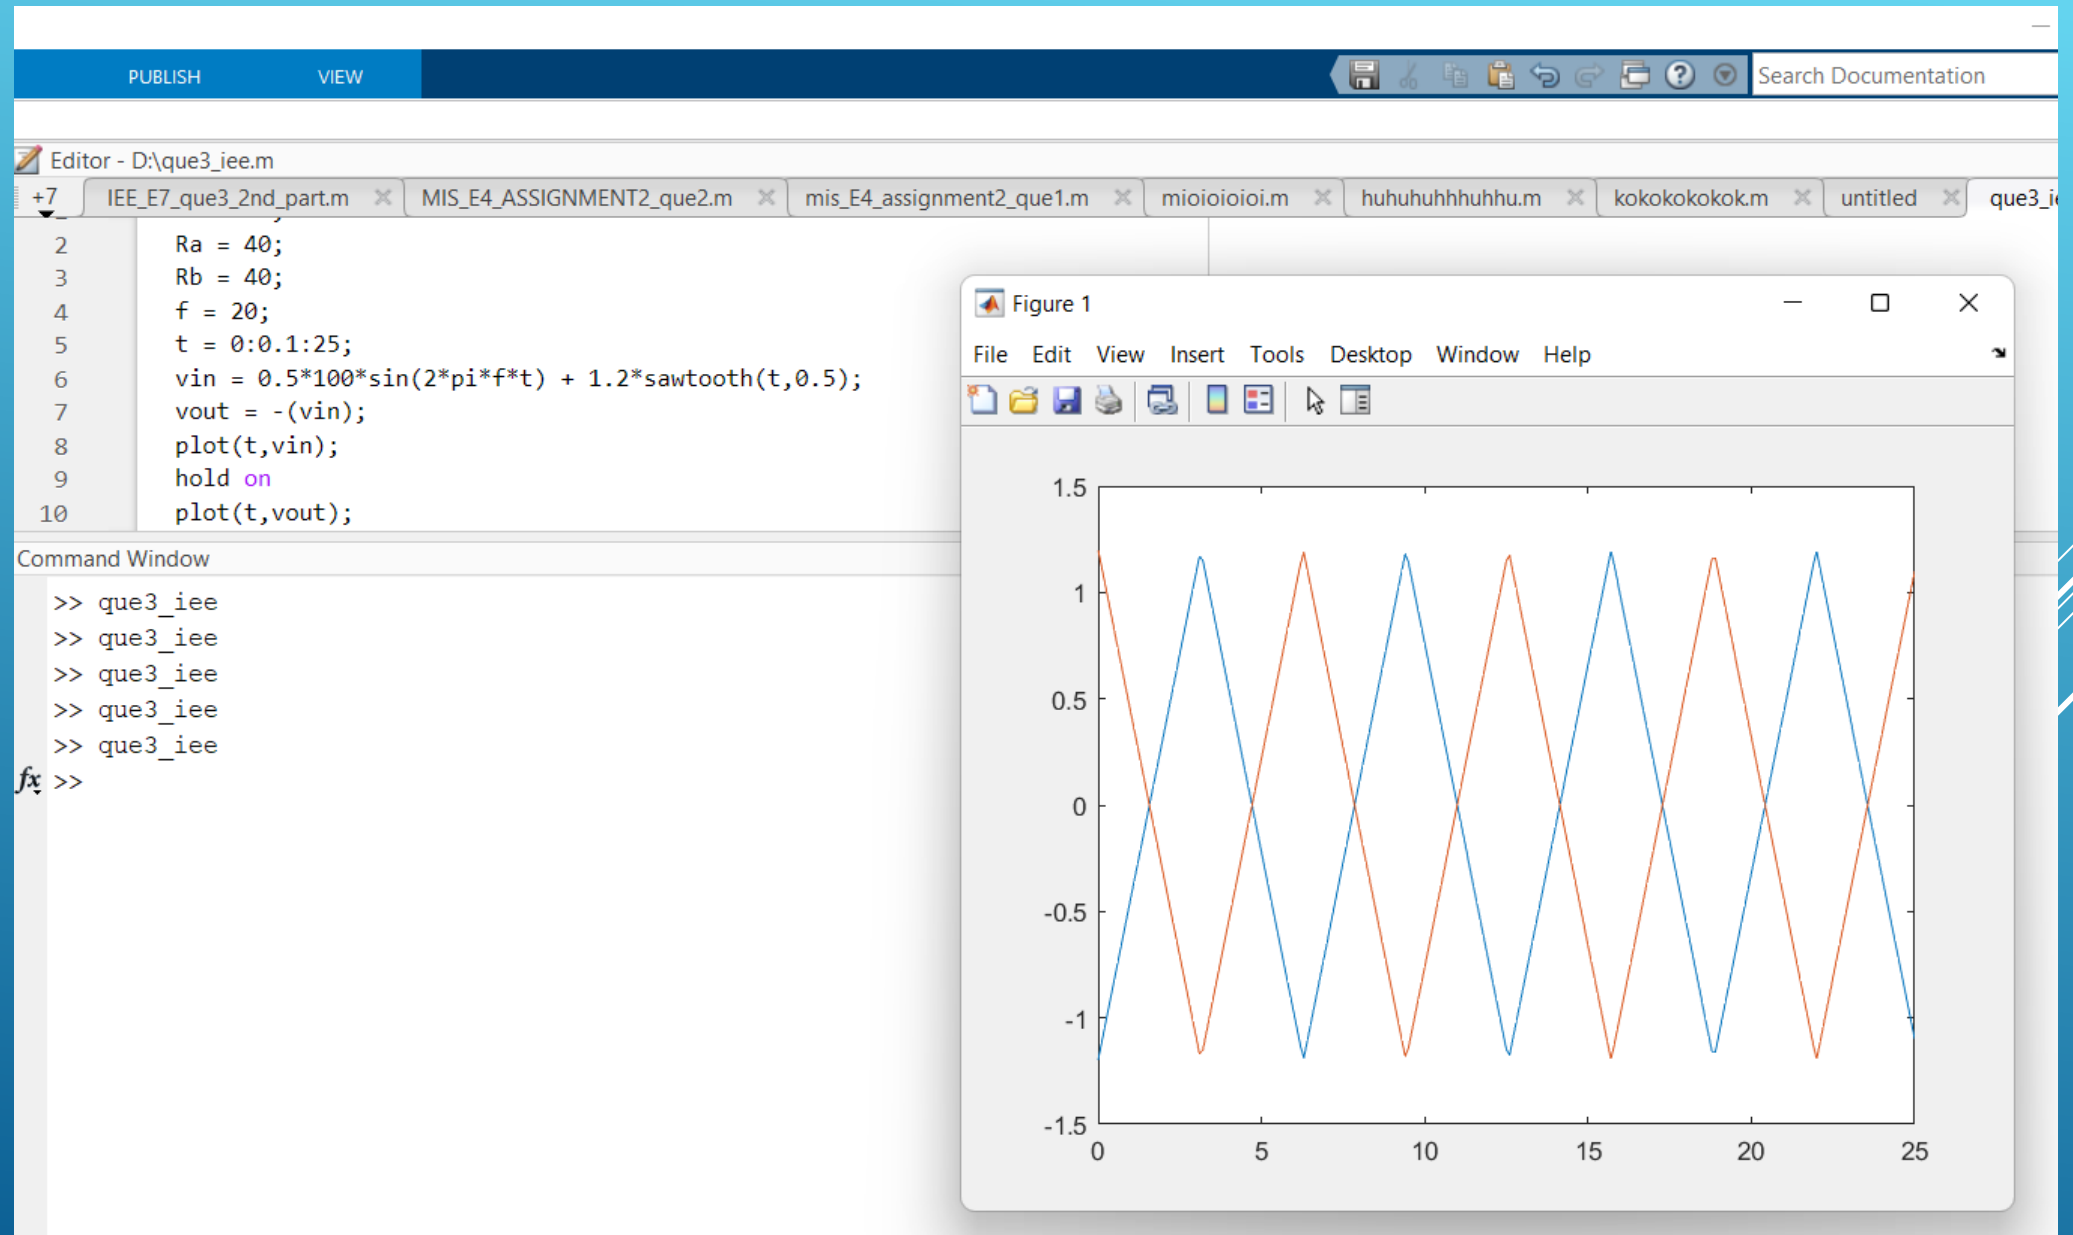 PUBLISH VIEW Search Documentation
Editor - D:\que3_iee.m
+7 IEE_E7_que3_2nd_part.m MIS_E4_ASSIGNMENT2_que2.m mis_E4_assignment2_que1.m mioioioioi.m huhuhuhhhuhhu.m kokokokokok.m untitled que3_i
2 Ra = 40;
3 Rb = 40;
4 f = 20;
5 t = 0:0.1:25;
6 vin = 0.5*100*sin(2*pi*f*t) + 1.2*sawtooth(t,0.5);
7 vout = -(vin);
8 plot(t,vin);
9 hold on
10 plot(t,vout);
Command Window
>> que3_iee
>> que3_iee
>> que3_iee
>> que3_iee
>> que3_iee
fx >>
Figure 1
File Edit View Insert Tools Desktop Window Help
1.5
1
0.5
0
-0.5
-1
-1.5
0 5 10 15 20 25